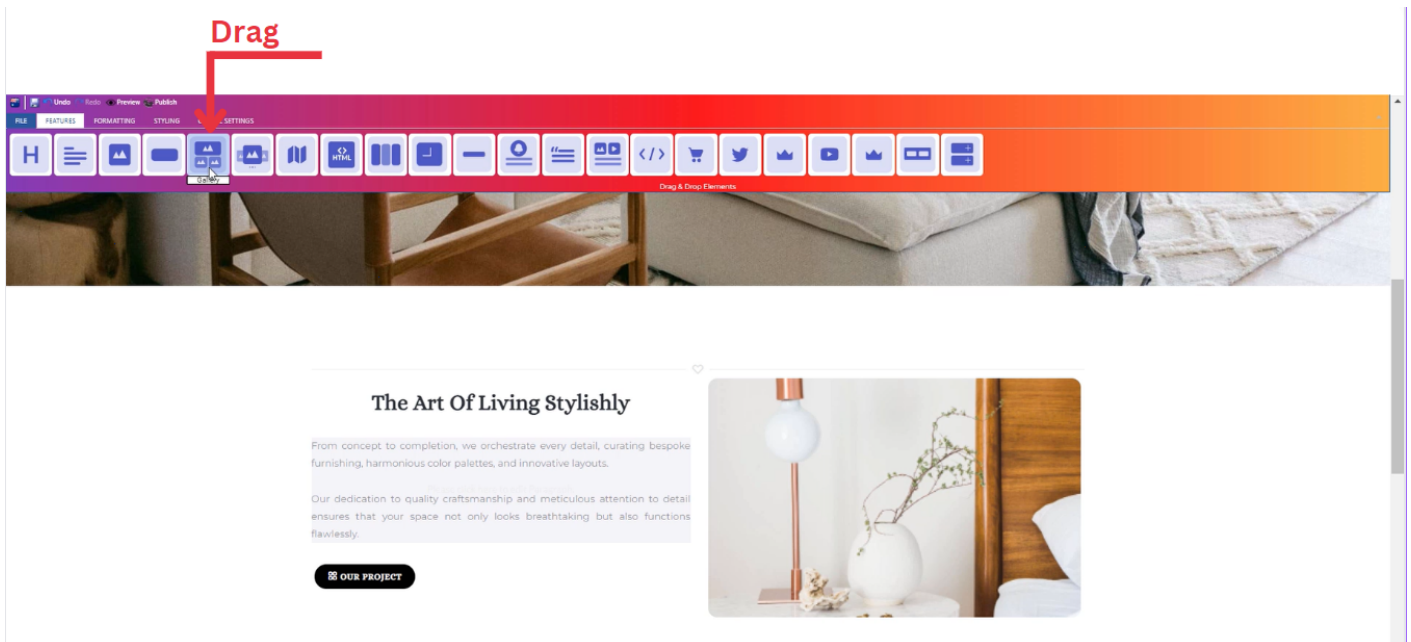 Drag
Undo Redo Preview Publish
FILE FEATURES FORMATTING STYLING SETTINGS
H
<>
HTML
</>
Gallery
Drag & Drop Elements
The Art Of Living Stylishly
From concept to completion, we orchestrate every detail, curating bespoke
furnishing, harmonious color palettes, and innovative layouts.
Our dedication to quality craftsmanship and meticulous attention to detail
ensures that your space not only looks breathtaking but also functions
flawlessly.
OUR PROJECT